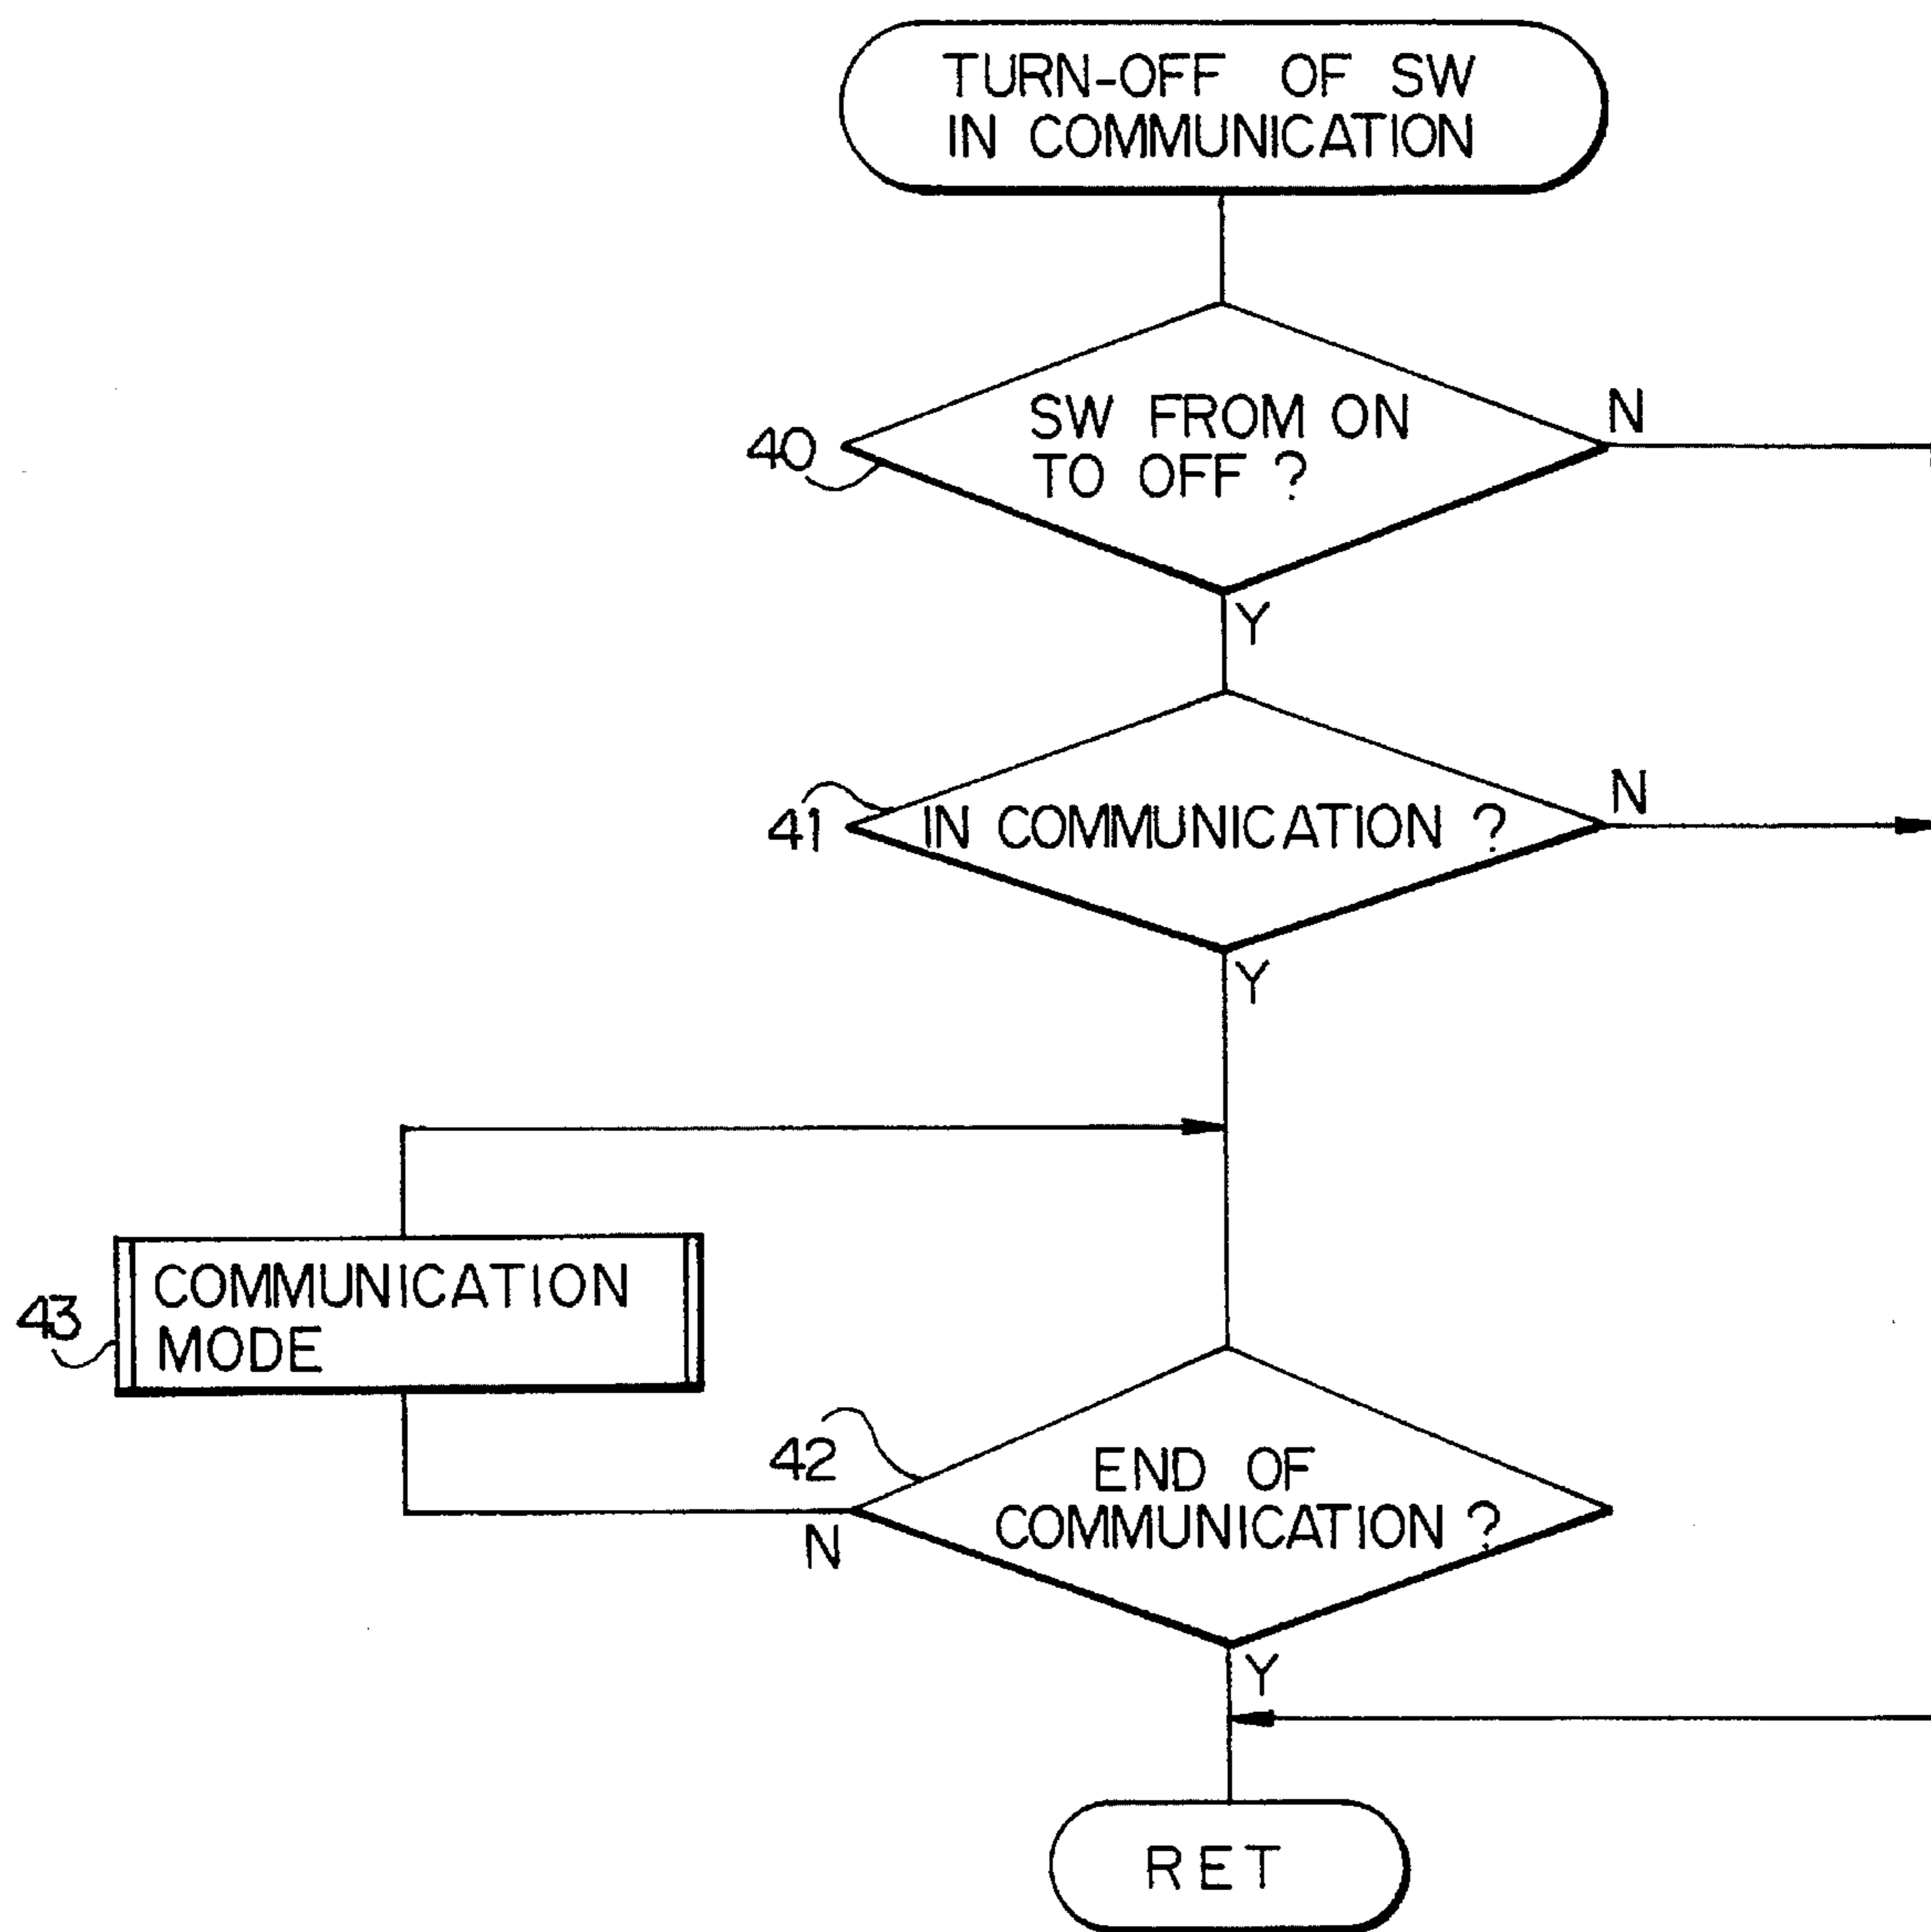 TURN-OFF OF SW
IN COMMUNICATION
SW FROM ON
TO OFF ?
N
40
Y
41
IN COMMUNICATION ?
N
Y
COMMUNICATION
MODE
43
42
END OF
COMMUNICATION ?
N
Y
RET